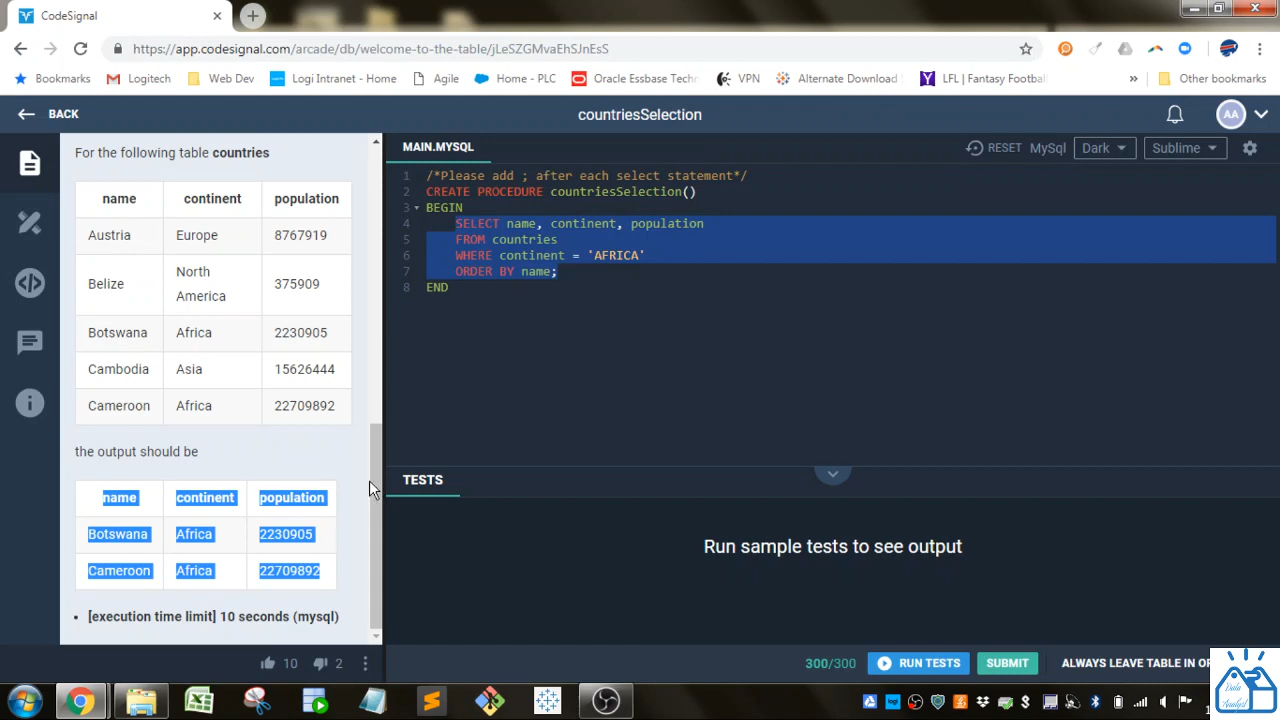 CodeSignal
https://app.codesignal.com/arcade/db/welcome-to-the-table/jLeSZGMvaEhSJnEsS
Bookmarks Logitech Web Dev Logi Intranet - Home Agile Home - PLC Oracle Essbase Techn VPN Alternate Download LFL | Fantasy Football » Other bookmarks
BACK countriesSelection AA
For the following table countries
name continent population
Austria Europe 8767919
Belize North America 375909
Botswana Africa 2230905
Cambodia Asia 15626444
Cameroon Africa 22709892
the output should be
name continent population
Botswana Africa 2230905
Cameroon Africa 22709892
• [execution time limit] 10 seconds (mysql)
10 2
MAIN.MYSQL RESET MySql Dark Sublime
1 /*Please add ; after each select statement*/
2 CREATE PROCEDURE countriesSelection()
3 BEGIN
4 SELECT name, continent, population
5 FROM countries
6 WHERE continent = 'AFRICA'
7 ORDER BY name;
8 END
TESTS
Run sample tests to see output
300/300 RUN TESTS SUBMIT ALWAYS LEAVE TABLE IN OR
Data
Analyst